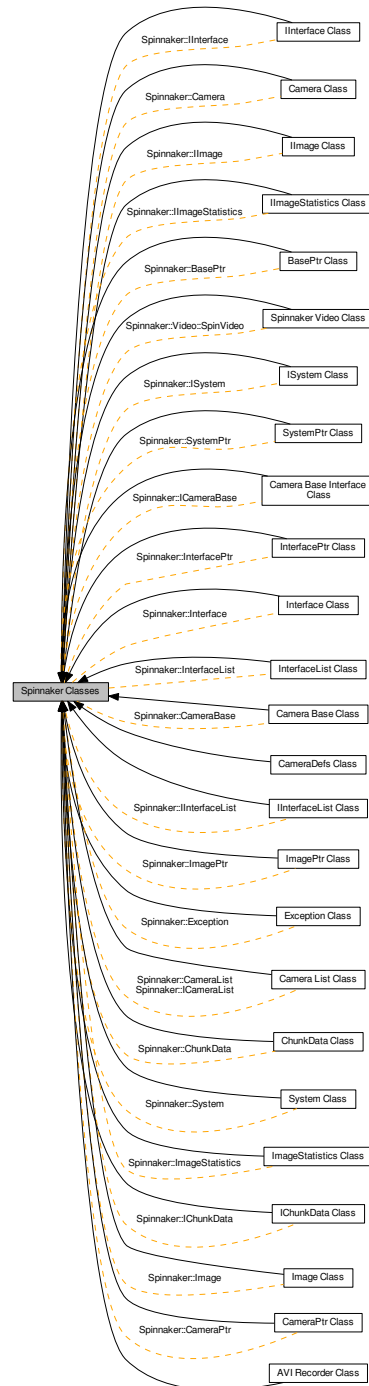 IInterface Class
Spinnaker::IInterface
Camera Class
Spinnaker::Camera
IImage Class
Spinnaker::IImage
IImageStatistics Class
Spinnaker::IImageStatistics
BasePtr Class
Spinnaker::BasePtr
Spinnaker Video Class
Spinnaker::Video::SpinVideo
ISystem Class
Spinnaker::ISystem
SystemPtr Class
Spinnaker::SystemPtr
Camera Base Interface
Class
Spinnaker::ICameraBase
InterfacePtr Class
Spinnaker::InterfacePtr
Interface Class
Spinnaker::Interface
InterfaceList Class
Spinnaker::InterfaceList
Spinnaker Classes
Camera Base Class
Spinnaker::CameraBase
CameraDefs Class
IInterfaceList Class
Spinnaker::IInterfaceList
ImagePtr Class
Spinnaker::ImagePtr
Exception Class
Spinnaker::Exception
Camera List Class
Spinnaker::CameraList
Spinnaker::ICameraList
ChunkData Class
Spinnaker::ChunkData
System Class
Spinnaker::System
ImageStatistics Class
Spinnaker::ImageStatistics
IChunkData Class
Spinnaker::IChunkData
Image Class
Spinnaker::Image
CameraPtr Class
Spinnaker::CameraPtr
AVI Recorder Class